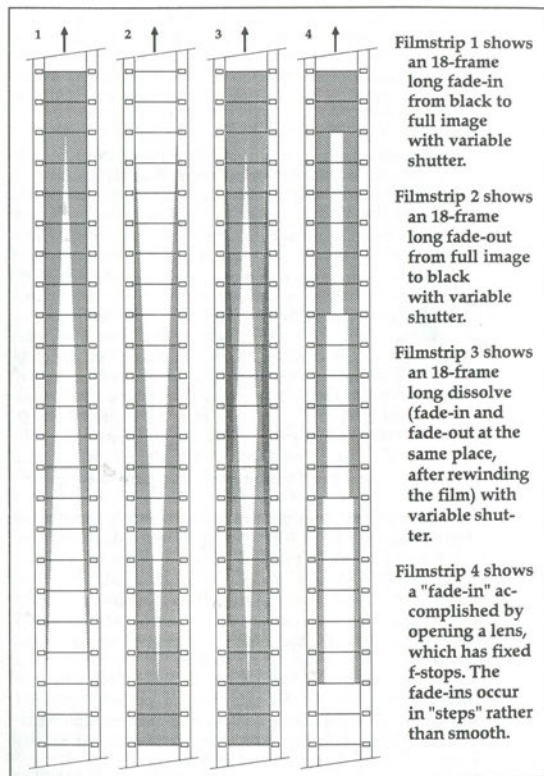 1 2 3 4
Filmstrip 1 shows
an 18-frame
long fade-in
from black to
full image
with variable
shutter.
Filmstrip 2 shows
an 18-frame
long fade-out
from full image
to black
with variable
shutter.
Filmstrip 3 shows
an 18-frame
long dissolve
(fade-in and
fade-out at the
same place,
after rewinding
the film) with
variable shut-
ter.
Filmstrip 4 shows
a "fade-in" ac-
complished by
opening a lens,
which has fixed
f-stops. The
fade-ins occur
in "steps" rather
than smooth.